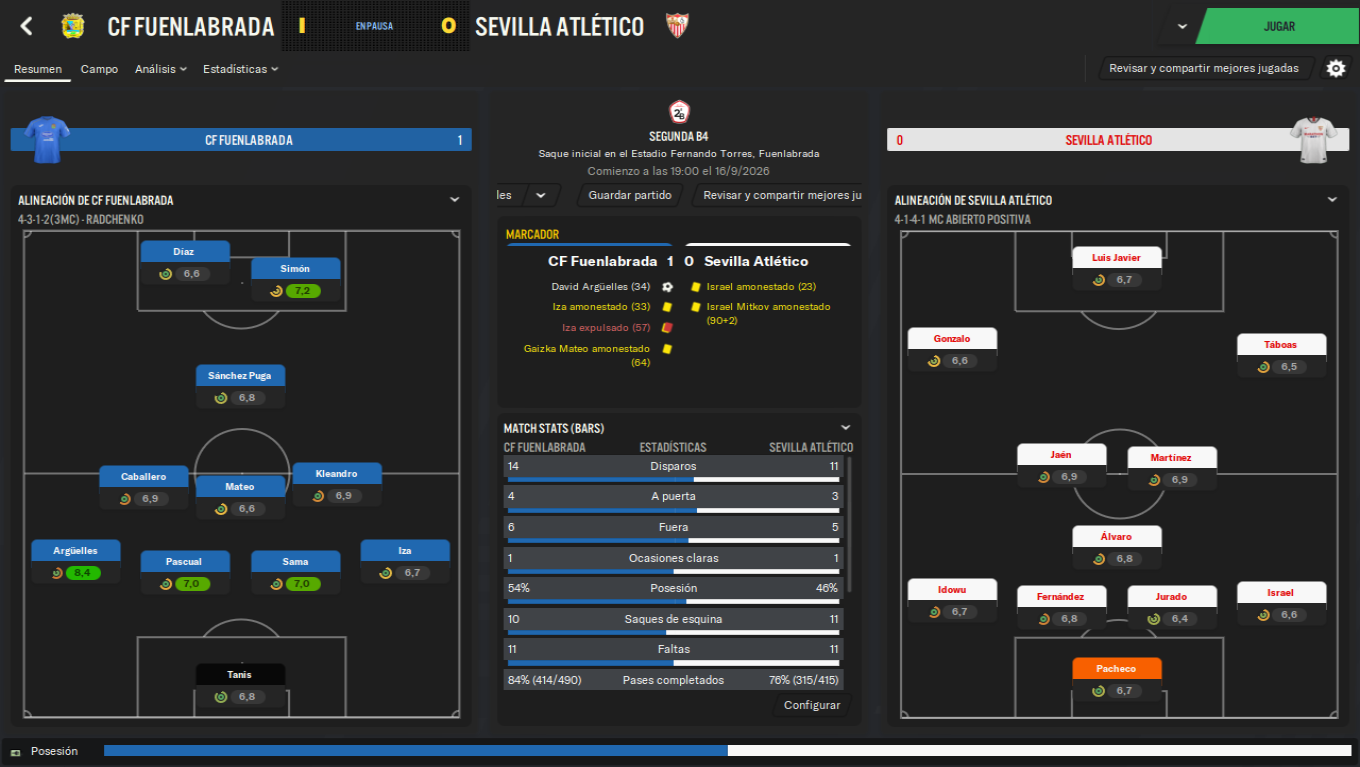 CF FUENLABRADA
1
EN PAUSA
0
SEVILLA ATLÉTICO
JUGAR
Resumen
Campo
Análisis
Estadísticas
Revisar y compartir mejores jugadas
CF FUENLABRADA
1
2ªB
SEGUNDA B4
Saque inicial en el Estadio Fernando Torres, Fuenlabrada
Comienzo a las 19:00 el 16/9/2026
0
SEVILLA ATLÉTICO
les
Guardar partido
Revisar y compartir mejores ju
ALINEACIÓN DE CF FUENLABRADA
4-3-1-2(3MC) - RADCHENKO
Díaz
6,6
Simón
7,2
Sánchez Puga
6,8
Caballero
6,9
Mateo
6,6
Kleandro
6,9
Argüelles
8,4
Pascual
7,0
Sama
7,0
Iza
6,7
Tanis
6,8
MARCADOR
CF Fuenlabrada 1 0 Sevilla Atlético
David Argüelles (34)
Israel amonestado (23)
Iza amonestado (33)
Israel Mitkov amonestado
(90+2)
Iza expulsado (57)
Gaizka Mateo amonestado
(64)
MATCH STATS (BARS)
CF FUENLABRADA ESTADÍSTICAS SEVILLA ATLÉTICO
14 Disparos 11
4 A puerta 3
6 Fuera 5
1 Ocasiones claras 1
54% Posesión 46%
10 Saques de esquina 11
11 Faltas 11
84% (414/490) Pases completados 76% (315/415)
Configurar
ALINEACIÓN DE SEVILLA ATLÉTICO
4-1-4-1 MC ABIERTO POSITIVA
Luis Javier
6,7
Gonzalo
6,6
Táboas
6,5
Jaén
6,9
Martínez
6,9
Álvaro
6,8
Idowu
6,7
Fernández
6,8
Jurado
6,4
Israel
6,6
Pacheco
6,7
Posesión